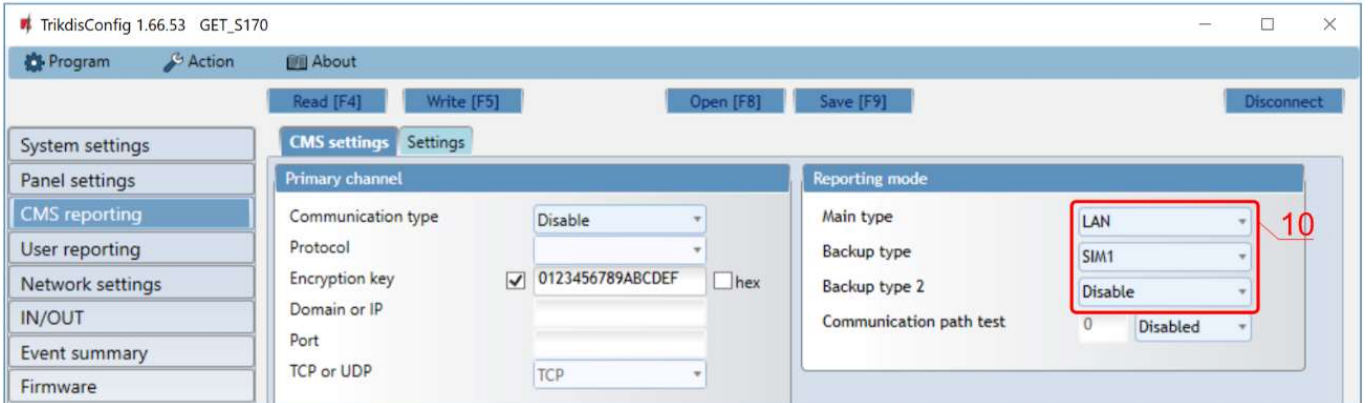 TrikdisConfig 1.66.53 GET_S170
Program Action About
Read [F4] Write [F5] Open [F8] Save [F9] Disconnect
System settings
Panel settings
CMS reporting
User reporting
Network settings
IN/OUT
Event summary
Firmware
CMS settings Settings
Primary channel
Communication type Disable
Protocol
Encryption key 0123456789ABCDEF hex
Domain or IP
Port
TCP or UDP TCP
Reporting mode
Main type LAN
Backup type SIM1
Backup type 2 Disable
Communication path test 0 Disabled
10